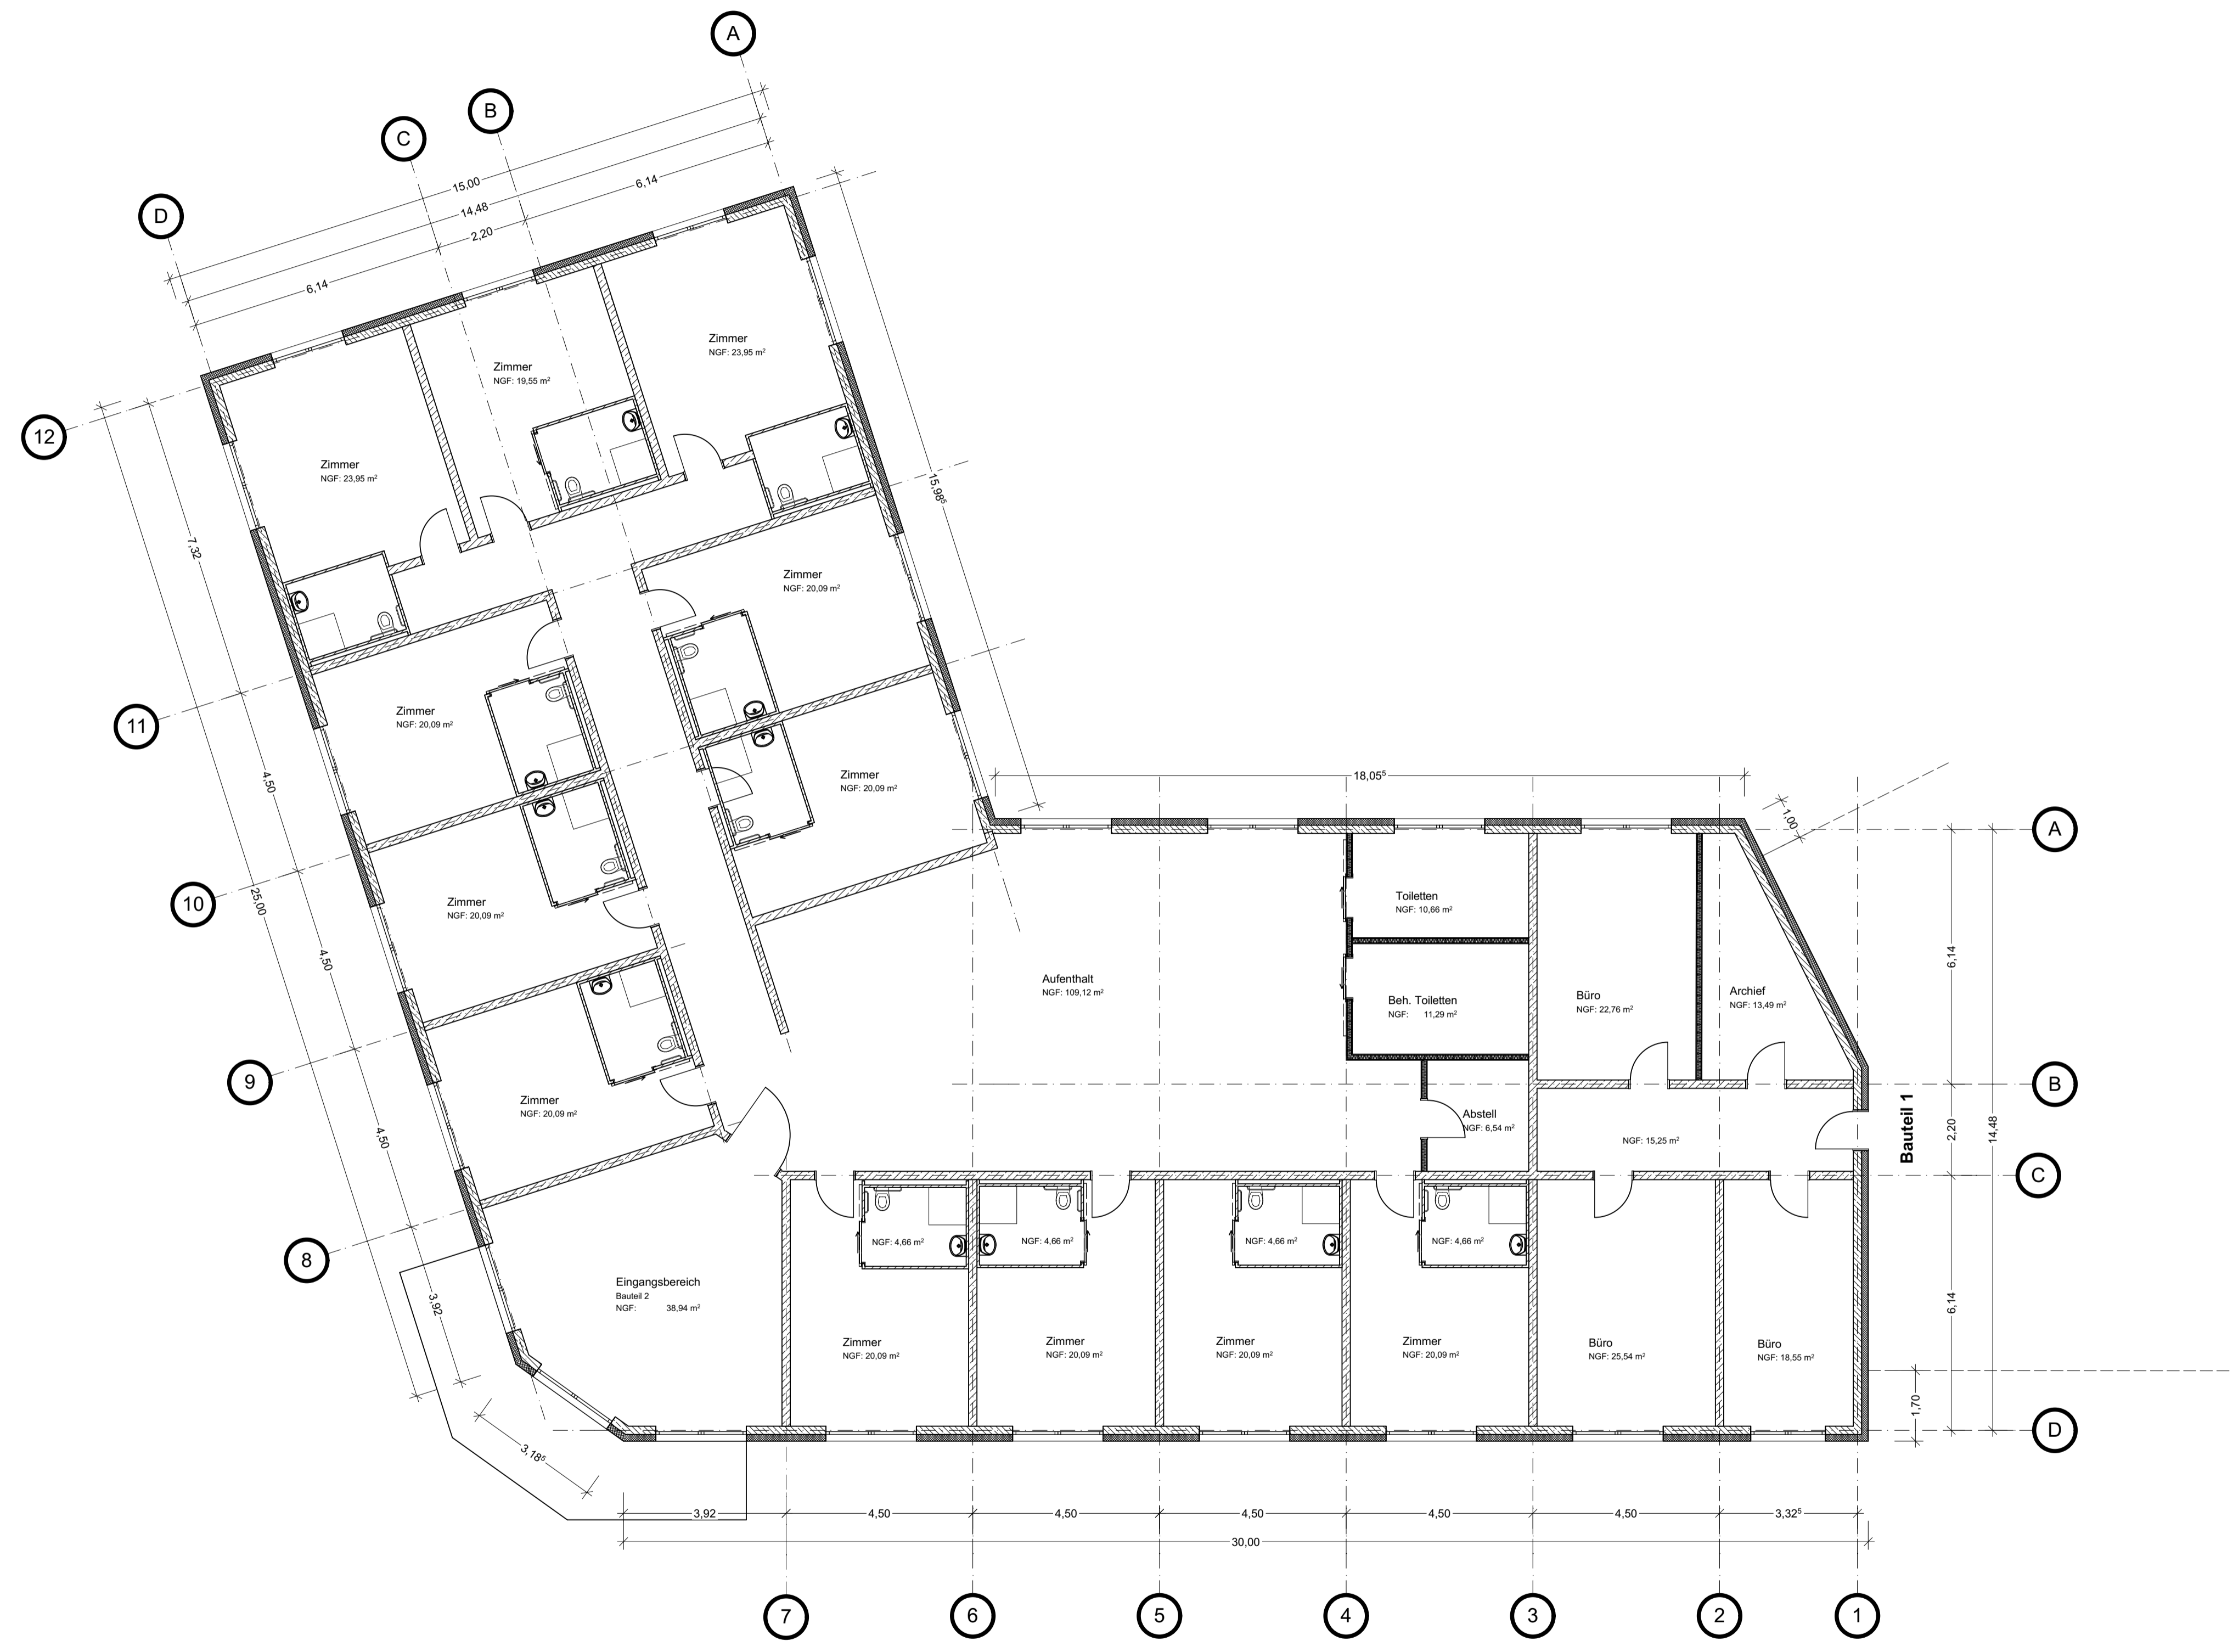 A
B
C
D
15,00
14,48
6,14
2,20
6,14
15,98⁵
Zimmer
NGF: 23,95 m²
Zimmer
NGF: 19,55 m²
Zimmer
NGF: 23,95 m²
12
7,32
Zimmer
NGF: 20,09 m²
Zimmer
NGF: 20,09 m²
11
4,50
Zimmer
NGF: 20,09 m²
25,00
10
Zimmer
NGF: 20,09 m²
4,50
9
Zimmer
NGF: 20,09 m²
4,50
8
3,92
3,18⁵
18,05⁵
1,00
A
Toiletten
NGF: 10,66 m²
Aufenthalt
NGF: 109,12 m²
Beh. Toiletten
NGF: 11,29 m²
Büro
NGF: 22,76 m²
Archief
NGF: 13,49 m²
6,14
B
Abstell
NGF: 6,54 m²
NGF: 15,25 m²
Bauteil 1
2,20
14,48
C
NGF: 4,66 m²
NGF: 4,66 m²
NGF: 4,66 m²
NGF: 4,66 m²
Eingangsbereich
Bauteil 2
NGF: 38,94 m²
Zimmer
NGF: 20,09 m²
Zimmer
NGF: 20,09 m²
Zimmer
NGF: 20,09 m²
Zimmer
NGF: 20,09 m²
Büro
NGF: 25,54 m²
Büro
NGF: 18,55 m²
6,14
1,70
D
3,92
4,50
4,50
4,50
4,50
4,50
3,32⁵
30,00
7
6
5
4
3
2
1